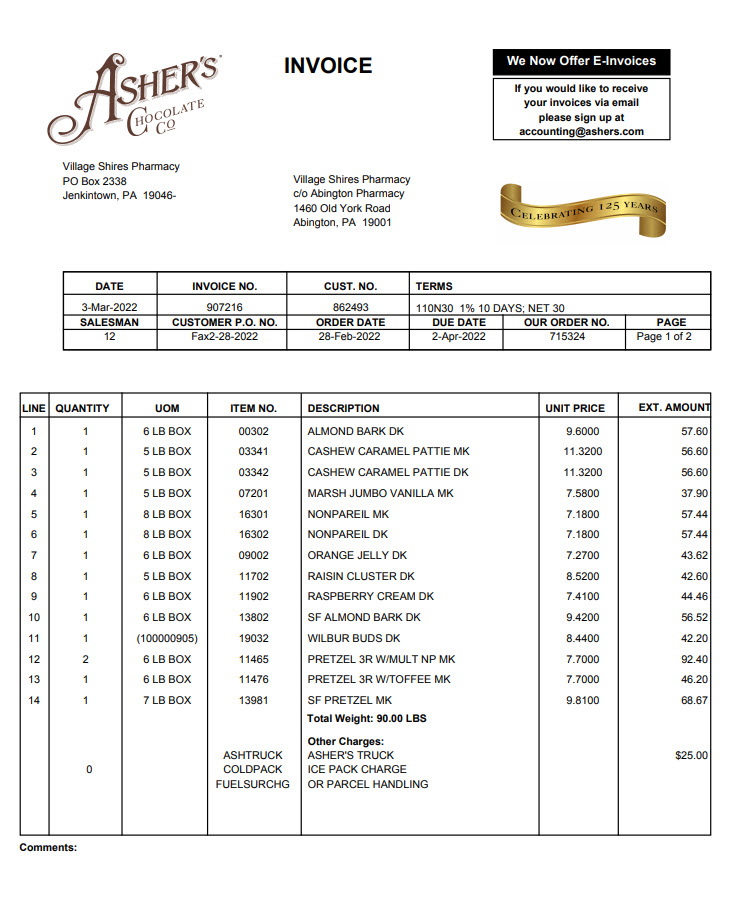 ASHER'S
CHOCOLATE
CO
INVOICE
We Now Offer E-Invoices
If you would like to receive
your invoices via email
please sign up at
accounting@ashers.com
Village Shires Pharmacy
PO Box 2338
Jenkintown, PA 19046-
Village Shires Pharmacy
c/o Abington Pharmacy
1460 Old York Road
Abington, PA 19001
CELEBRATING 125 YEARS
DATE INVOICE NO. CUST. NO. TERMS
3-Mar-2022 907216 862493 110N30 1% 10 DAYS; NET 30
SALESMAN CUSTOMER P.O. NO. ORDER DATE DUE DATE OUR ORDER NO. PAGE
12 Fax2-28-2022 28-Feb-2022 2-Apr-2022 715324 Page 1 of 2
LINE QUANTITY UOM ITEM NO. DESCRIPTION UNIT PRICE EXT. AMOUNT
1 1 6 LB BOX 00302 ALMOND BARK DK 9.6000 57.60
2 1 5 LB BOX 03341 CASHEW CARAMEL PATTIE MK 11.3200 56.60
3 1 5 LB BOX 03342 CASHEW CARAMEL PATTIE DK 11.3200 56.60
4 1 5 LB BOX 07201 MARSH JUMBO VANILLA MK 7.5800 37.90
5 1 8 LB BOX 16301 NONPAREIL MK 7.1800 57.44
6 1 8 LB BOX 16302 NONPAREIL DK 7.1800 57.44
7 1 6 LB BOX 09002 ORANGE JELLY DK 7.2700 43.62
8 1 5 LB BOX 11702 RAISIN CLUSTER DK 8.5200 42.60
9 1 6 LB BOX 11902 RASPBERRY CREAM DK 7.4100 44.46
10 1 6 LB BOX 13802 SF ALMOND BARK DK 9.4200 56.52
11 1 (100000905) 19032 WILBUR BUDS DK 8.4400 42.20
12 2 6 LB BOX 11465 PRETZEL 3R W/MULT NP MK 7.7000 92.40
13 1 6 LB BOX 11476 PRETZEL 3R W/TOFFEE MK 7.7000 46.20
14 1 7 LB BOX 13981 SF PRETZEL MK 9.8100 68.67
Total Weight: 90.00 LBS
Other Charges:
ASHTRUCK ASHER'S TRUCK $25.00
0 COLDPACK ICE PACK CHARGE
FUELSURCHG OR PARCEL HANDLING
Comments: